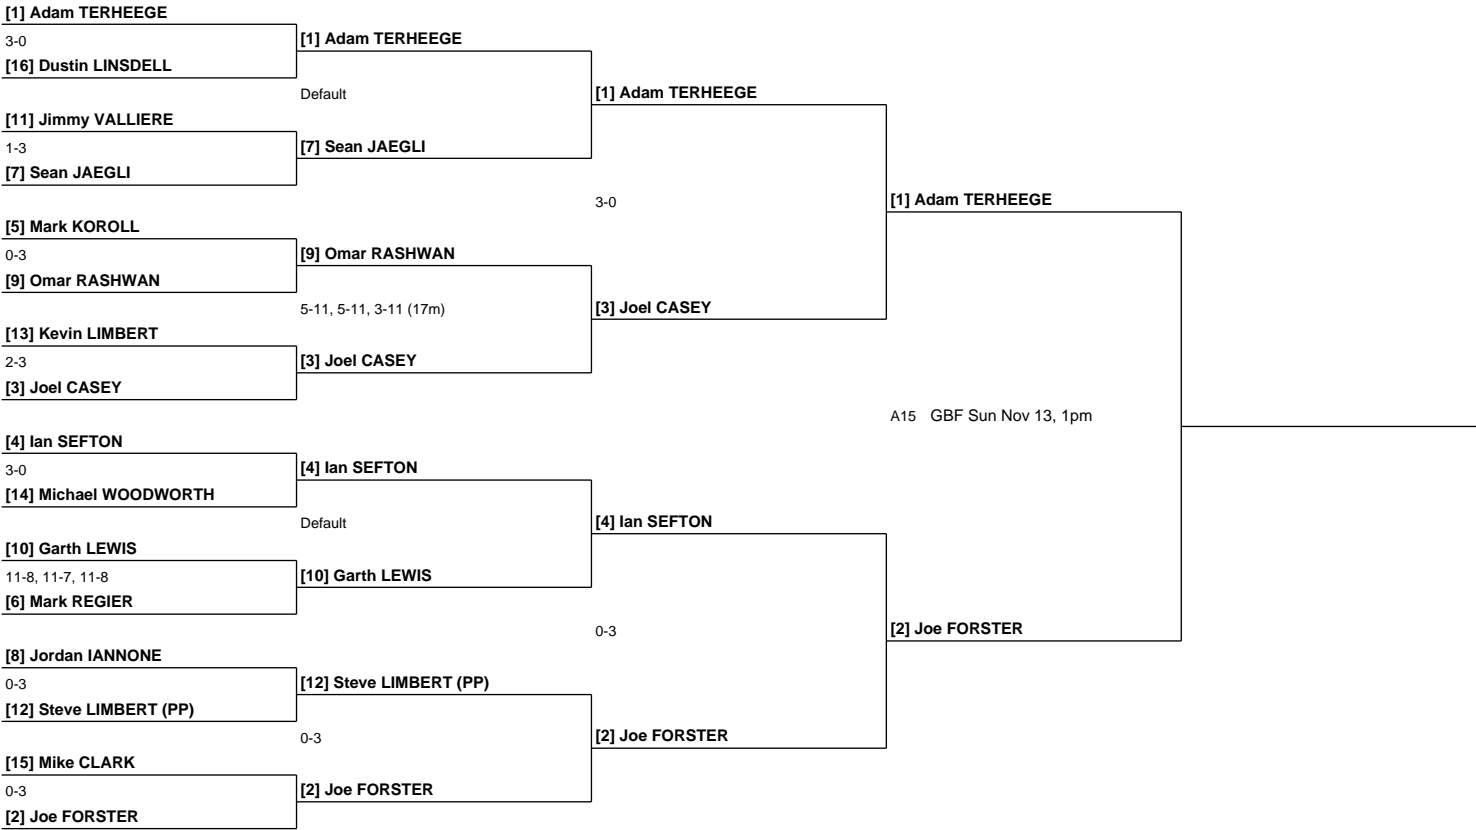 [1] Adam TERHEEGE
3-0
[16] Dustin LINSDELL
[11] Jimmy VALLIERE
1-3
[7] Sean JAEGLI
[5] Mark KOROLL
0-3
[9] Omar RASHWAN
[13] Kevin LIMBERT
2-3
[3] Joel CASEY
[4] Ian SEFTON
3-0
[14] Michael WOODWORTH
[10] Garth LEWIS
11-8, 11-7, 11-8
[6] Mark REGIER
[8] Jordan IANNONE
0-3
[12] Steve LIMBERT (PP)
[15] Mike CLARK
0-3
[2] Joe FORSTER
[1] Adam TERHEEGE
Default
[7] Sean JAEGLI
[9] Omar RASHWAN
5-11, 5-11, 3-11 (17m)
[3] Joel CASEY
[4] Ian SEFTON
Default
[10] Garth LEWIS
[12] Steve LIMBERT (PP)
0-3
[2] Joe FORSTER
[1] Adam TERHEEGE
3-0
[3] Joel CASEY
[4] Ian SEFTON
0-3
[2] Joe FORSTER
[1] Adam TERHEEGE
A15 GBF Sun Nov 13, 1pm
[2] Joe FORSTER